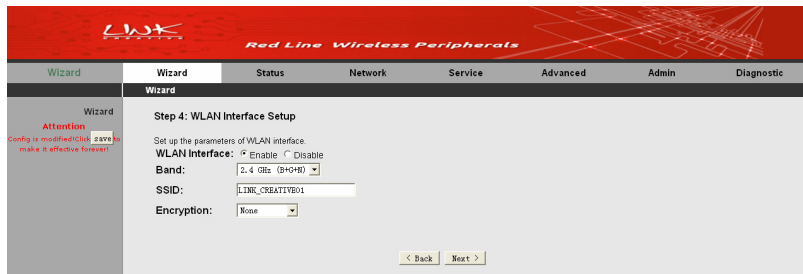 LINK
CREATIVE
Red Line Wireless Peripherals
Wizard
Wizard Status Network Service Advanced Admin Diagnostic
Wizard
Wizard
Attention
Config is modified!Click save to
make it effective forever!
Step 4: WLAN Interface Setup
Set up the parameters of WLAN interface.
WLAN Interface: Enable Disable
Band: 2.4 GHz (B+G+N)
SSID: LINK_CREATIVE01
Encryption: None
< Back Next >